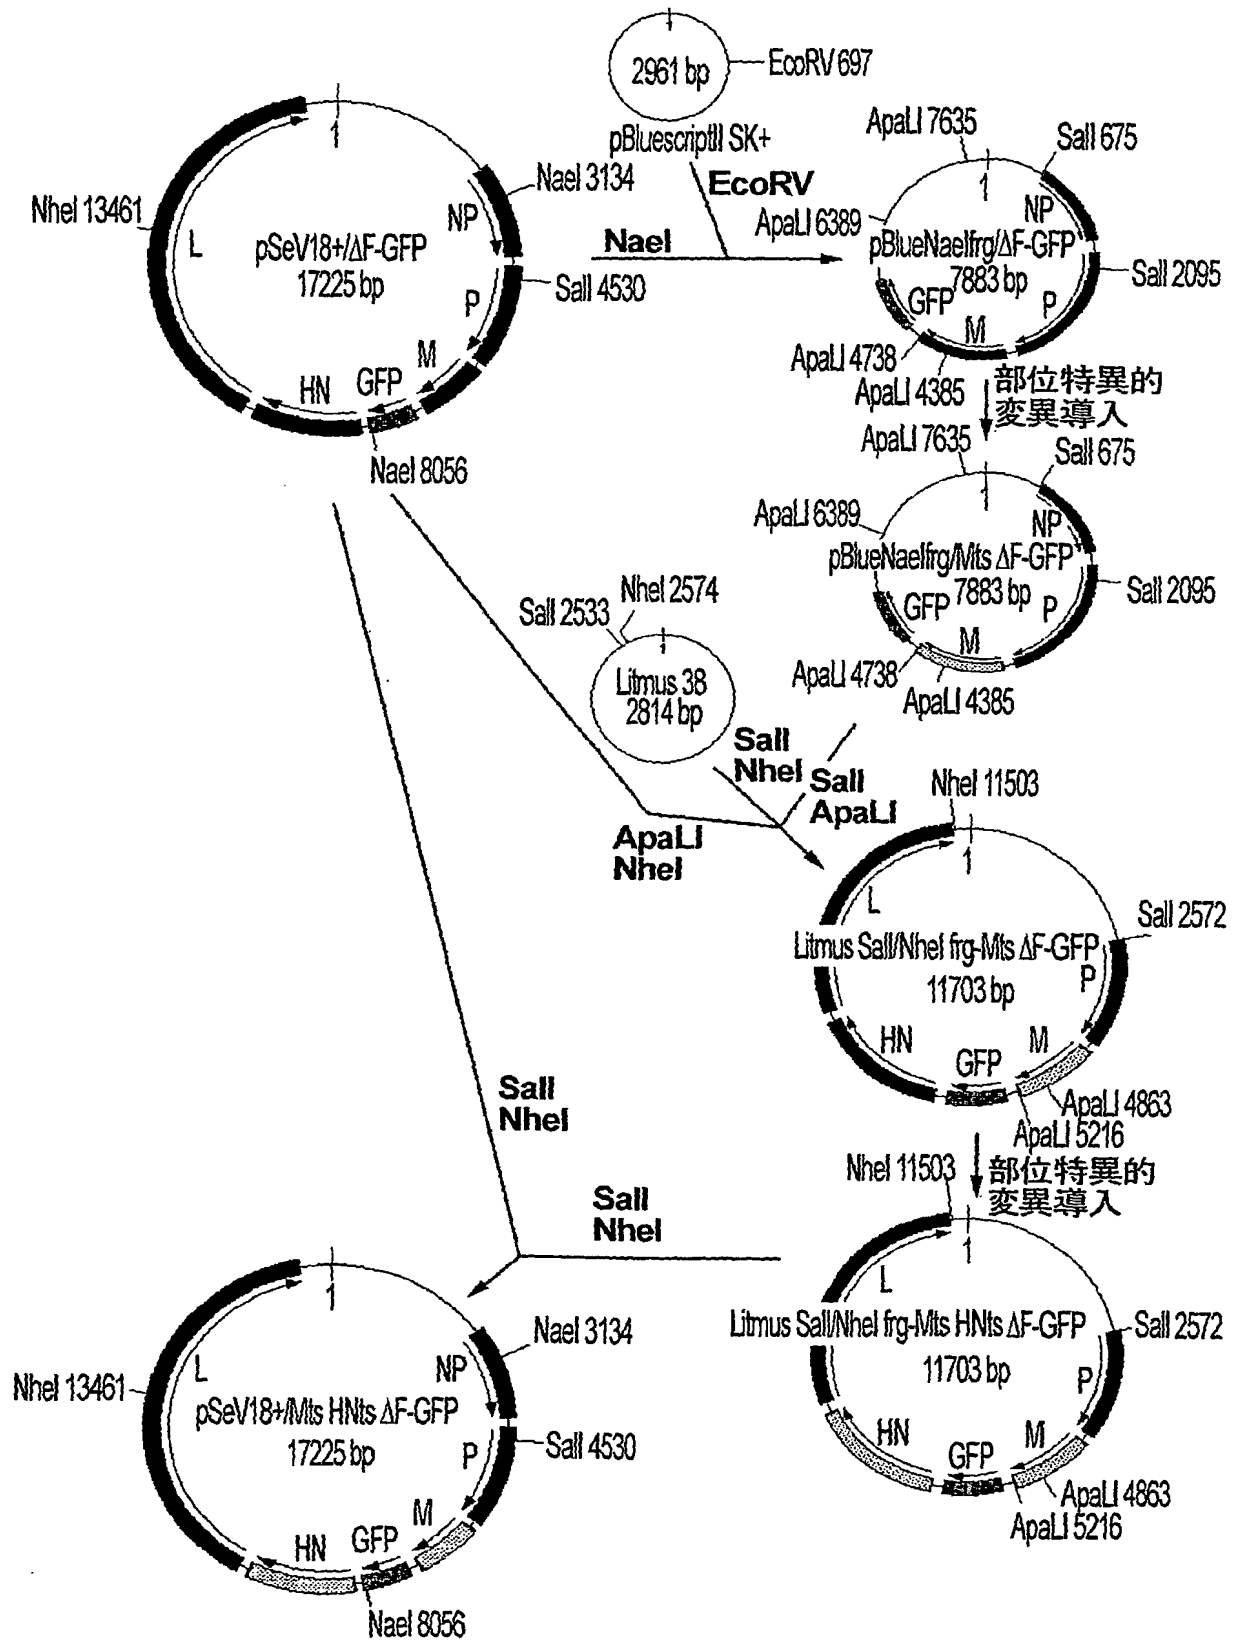 2961 bp
EcoRV 697
pBluescriptII SK+
EcoRV
NaeI
1
NheI 13461
L
pSeV18+/ΔF-GFP
17225 bp
NaeI 3134
NP
SalI 4530
P
M
GFP
HN
NaeI 8056
ApaLI 7635
SalI 675
1
NP
ApaLI 6389
pBlueNaeIfrg/ΔF-GFP
7883 bp
SalI 2095
GFP
P
M
ApaLI 4738
ApaLI 4385
部位特異的
変異導入
ApaLI 7635
SalI 675
1
NP
ApaLI 6389
pBlueNaeIfrg/Mts ΔF-GFP
7883 bp
SalI 2095
GFP
P
M
ApaLI 4738
ApaLI 4385
NheI 2574
SalI 2533
1
Litmus 38
2814 bp
SalI
NheI
SalI
ApaLI
ApaLI
NheI
NheI 11503
1
L
SalI 2572
Litmus SalI/NheI frg-Mts ΔF-GFP
11703 bp
P
HN
GFP
M
ApaLI 4863
ApaLI 5216
部位特異的
変異導入
SalI
NheI
SalI
NheI
NheI 11503
1
L
Litmus SalI/NheI frg-Mts HNts ΔF-GFP
11703 bp
SalI 2572
P
HN
GFP
M
ApaLI 4863
ApaLI 5216
1
NaeI 3134
NP
L
NheI 13461
pSeV18+/Mts HNts ΔF-GFP
17225 bp
SalI 4530
P
M
GFP
HN
NaeI 8056